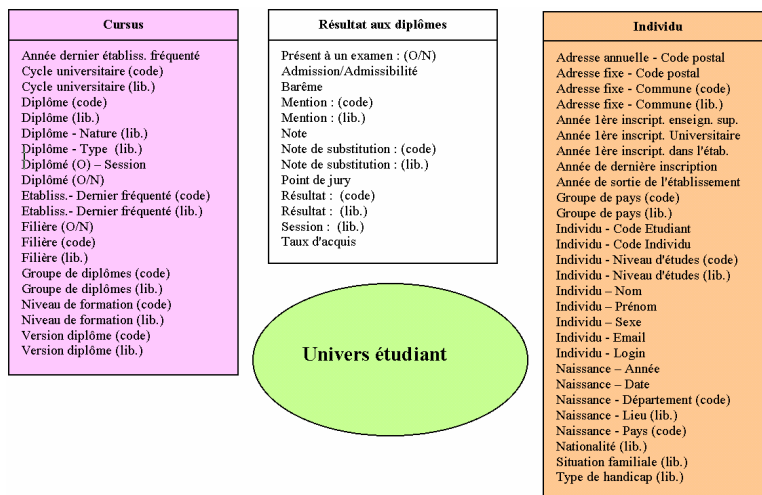 Cursus
Année dernier établiss. fréquenté
Cycle universitaire (code)
Cycle universitaire (lib.)
Diplôme (code)
Diplôme (lib.)
Diplôme - Nature (lib.)
Diplôme - Type (lib.)
Diplômé (O) – Session
Diplômé (O/N)
Etabliss.- Dernier fréquenté (code)
Etabliss.- Dernier fréquenté (lib.)
Filière (O/N)
Filière (code)
Filière (lib.)
Groupe de diplômes (code)
Groupe de diplômes (lib.)
Niveau de formation (code)
Niveau de formation (lib.)
Version diplôme (code)
Version diplôme (lib.)
Résultat aux diplômes
Présent à un examen : (O/N)
Admission/Admissibilité
Barême
Mention : (code)
Mention : (lib.)
Note
Note de substitution : (code)
Note de substitution : (lib.)
Point de jury
Résultat : (code)
Résultat : (lib.)
Session : (lib.)
Taux d'acquis
Univers étudiant
Individu
Adresse annuelle - Code postal
Adresse fixe - Code postal
Adresse fixe - Commune (code)
Adresse fixe - Commune (lib.)
Année 1ère inscript. enseign. sup.
Année 1ère inscript. Universitaire
Année 1ère inscript. dans l'étab.
Année de dernière inscription
Année de sortie de l'établissement
Groupe de pays (code)
Groupe de pays (lib.)
Individu - Code Etudiant
Individu - Code Individu
Individu - Niveau d'études (code)
Individu - Niveau d'études (lib.)
Individu – Nom
Individu – Prénom
Individu – Sexe
Individu - Email
Individu - Login
Naissance – Année
Naissance – Date
Naissance - Département (code)
Naissance - Lieu (lib.)
Naissance - Pays (code)
Nationalité (lib.)
Situation familiale (lib.)
Type de handicap (lib.)